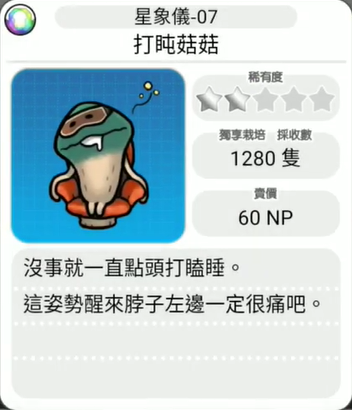 星象儀-07
打盹菇菇
稀有度
獨享栽培 採收數
1280 隻
賣價
60 NP
沒事就一直點頭打瞌睡。
這姿勢醒來脖子左邊一定很痛吧。